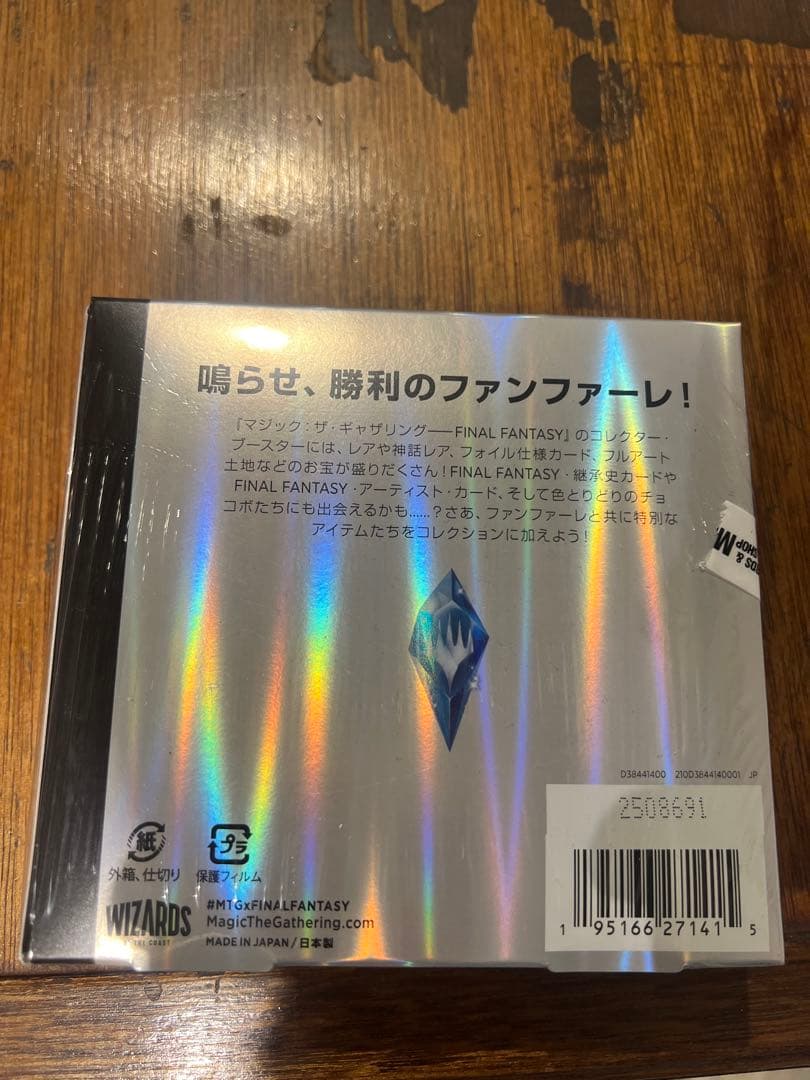 鳴らせ、勝利のファンファーレ！
『マジック：ザ・ギャザリング──FINAL FANTASY』のコレクター・
ブースターには、レアや神話レア、フォイル仕様カード、フルアート
土地などのお宝が盛りだくさん！FINAL FANTASY・継承史カードや
FINAL FANTASY・アーティスト・カード、そして色とりどりのチョ
コボたちにも出会えるかも……？さあ、ファンファーレと共に特別な
アイテムたちをコレクションに加えよう！
DS & M
SHOP
D38441400 210D3844140001 JP
2508691
紙
プラ
外箱、仕切り
保護フィルム
WIZARDS
OF THE COAST
#MTGxFINALFANTASY
MagicTheGathering.com
MADE IN JAPAN / 日本製
1 95166 27141 5